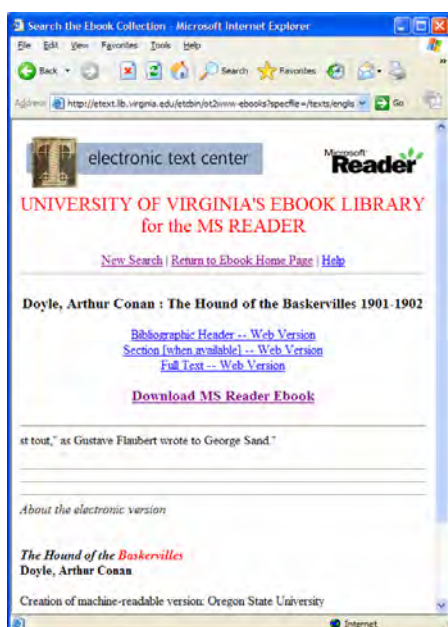 Search the Ebook Collection - Microsoft Internet Explorer
File Edit View Favorites Tools Help
Back Search Favorites
Address http://etext.lib.virginia.edu/etcbin/ot2www-ebooks?specfile=/texts/englis Go
electronic text center
Microsoft
Reader
UNIVERSITY OF VIRGINIA'S EBOOK LIBRARY
for the MS READER
New Search | Return to Ebook Home Page | Help
Doyle, Arthur Conan : The Hound of the Baskervilles 1901-1902
Bibliographic Header -- Web Version
Section [when available] -- Web Version
Full Text -- Web Version
Download MS Reader Ebook
st tout," as Gustave Flaubert wrote to George Sand."
About the electronic version
The Hound of the Baskervilles
Doyle, Arthur Conan
Creation of machine-readable version: Oregon State University
Internet